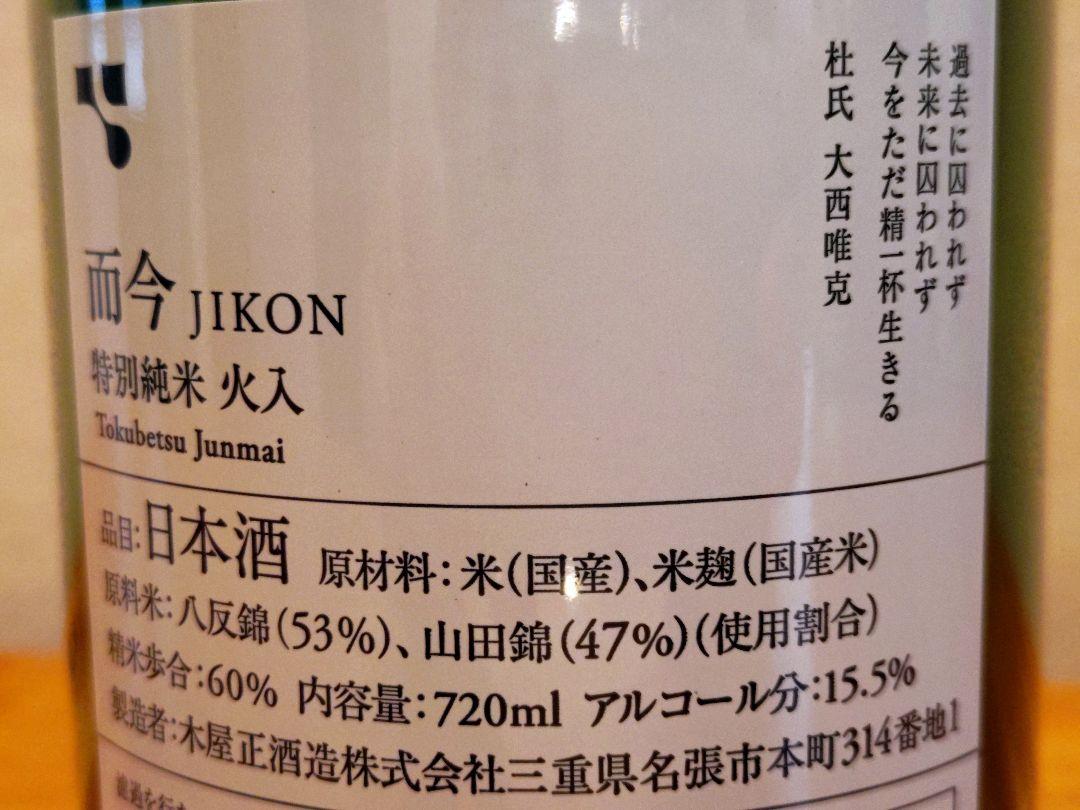 過去に囚われず
未来に囚われず
今をただ精一杯生きる
杜氏 大西唯克
而今 JIKON
特別純米 火入
Tokubetsu Junmai
品目:日本酒 原材料:米(国産)、米麹(国産米)
原料米:八反錦(53%)、山田錦(47%)(使用割合)
精米歩合:60% 内容量:720ml アルコール分:15.5%
製造者:木屋正酒造株式会社三重県名張市本町314番地1